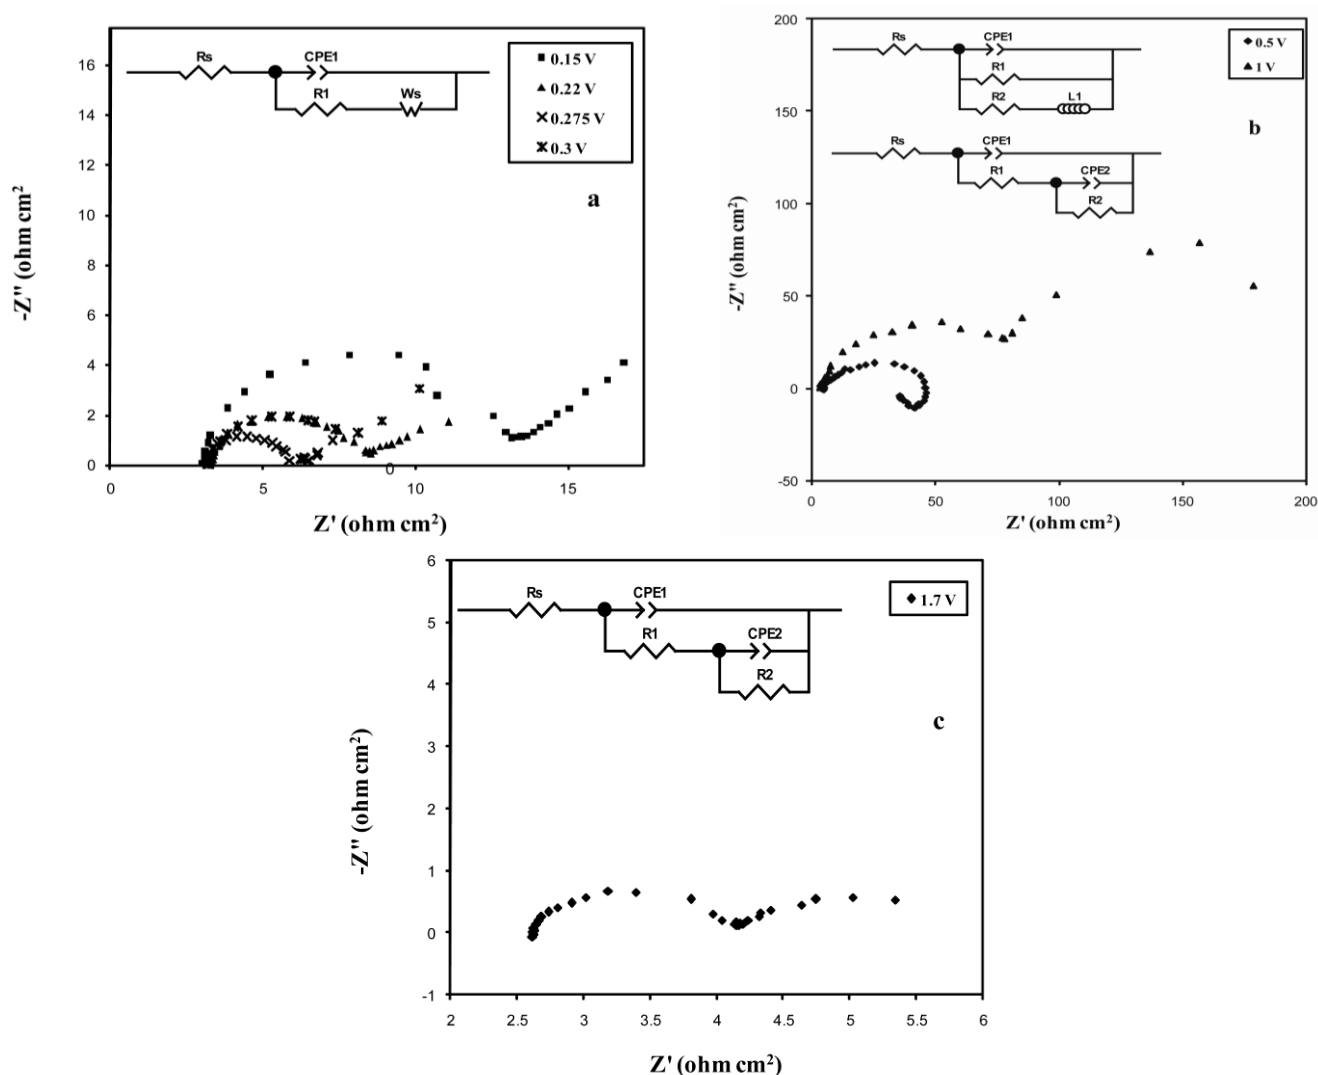 16
14
12
10
8
6
4
2
0
0
5
10
15
0
-Z" (ohm cm²
Z' (ohm cm²)
Rs
CPE1
R1
Ws
0.15 V
0.22 V
0.275 V
0.3 V
a
200
150
100
50
0
-50
0
50
100
150
200
-Z" (ohm cm²)
Z' (ohm cm²)
Rs
CPE1
R1
R2
L1
Rs
CPE1
R1
CPE2
R2
0.5 V
1 V
b
6
5
4
3
2
1
0
-1
2
2.5
3
3.5
4
4.5
5
5.5
6
-Z" (ohm cm²)
Z' (ohm cm²)
Rs
CPE1
R1
CPE2
R2
1.7 V
c